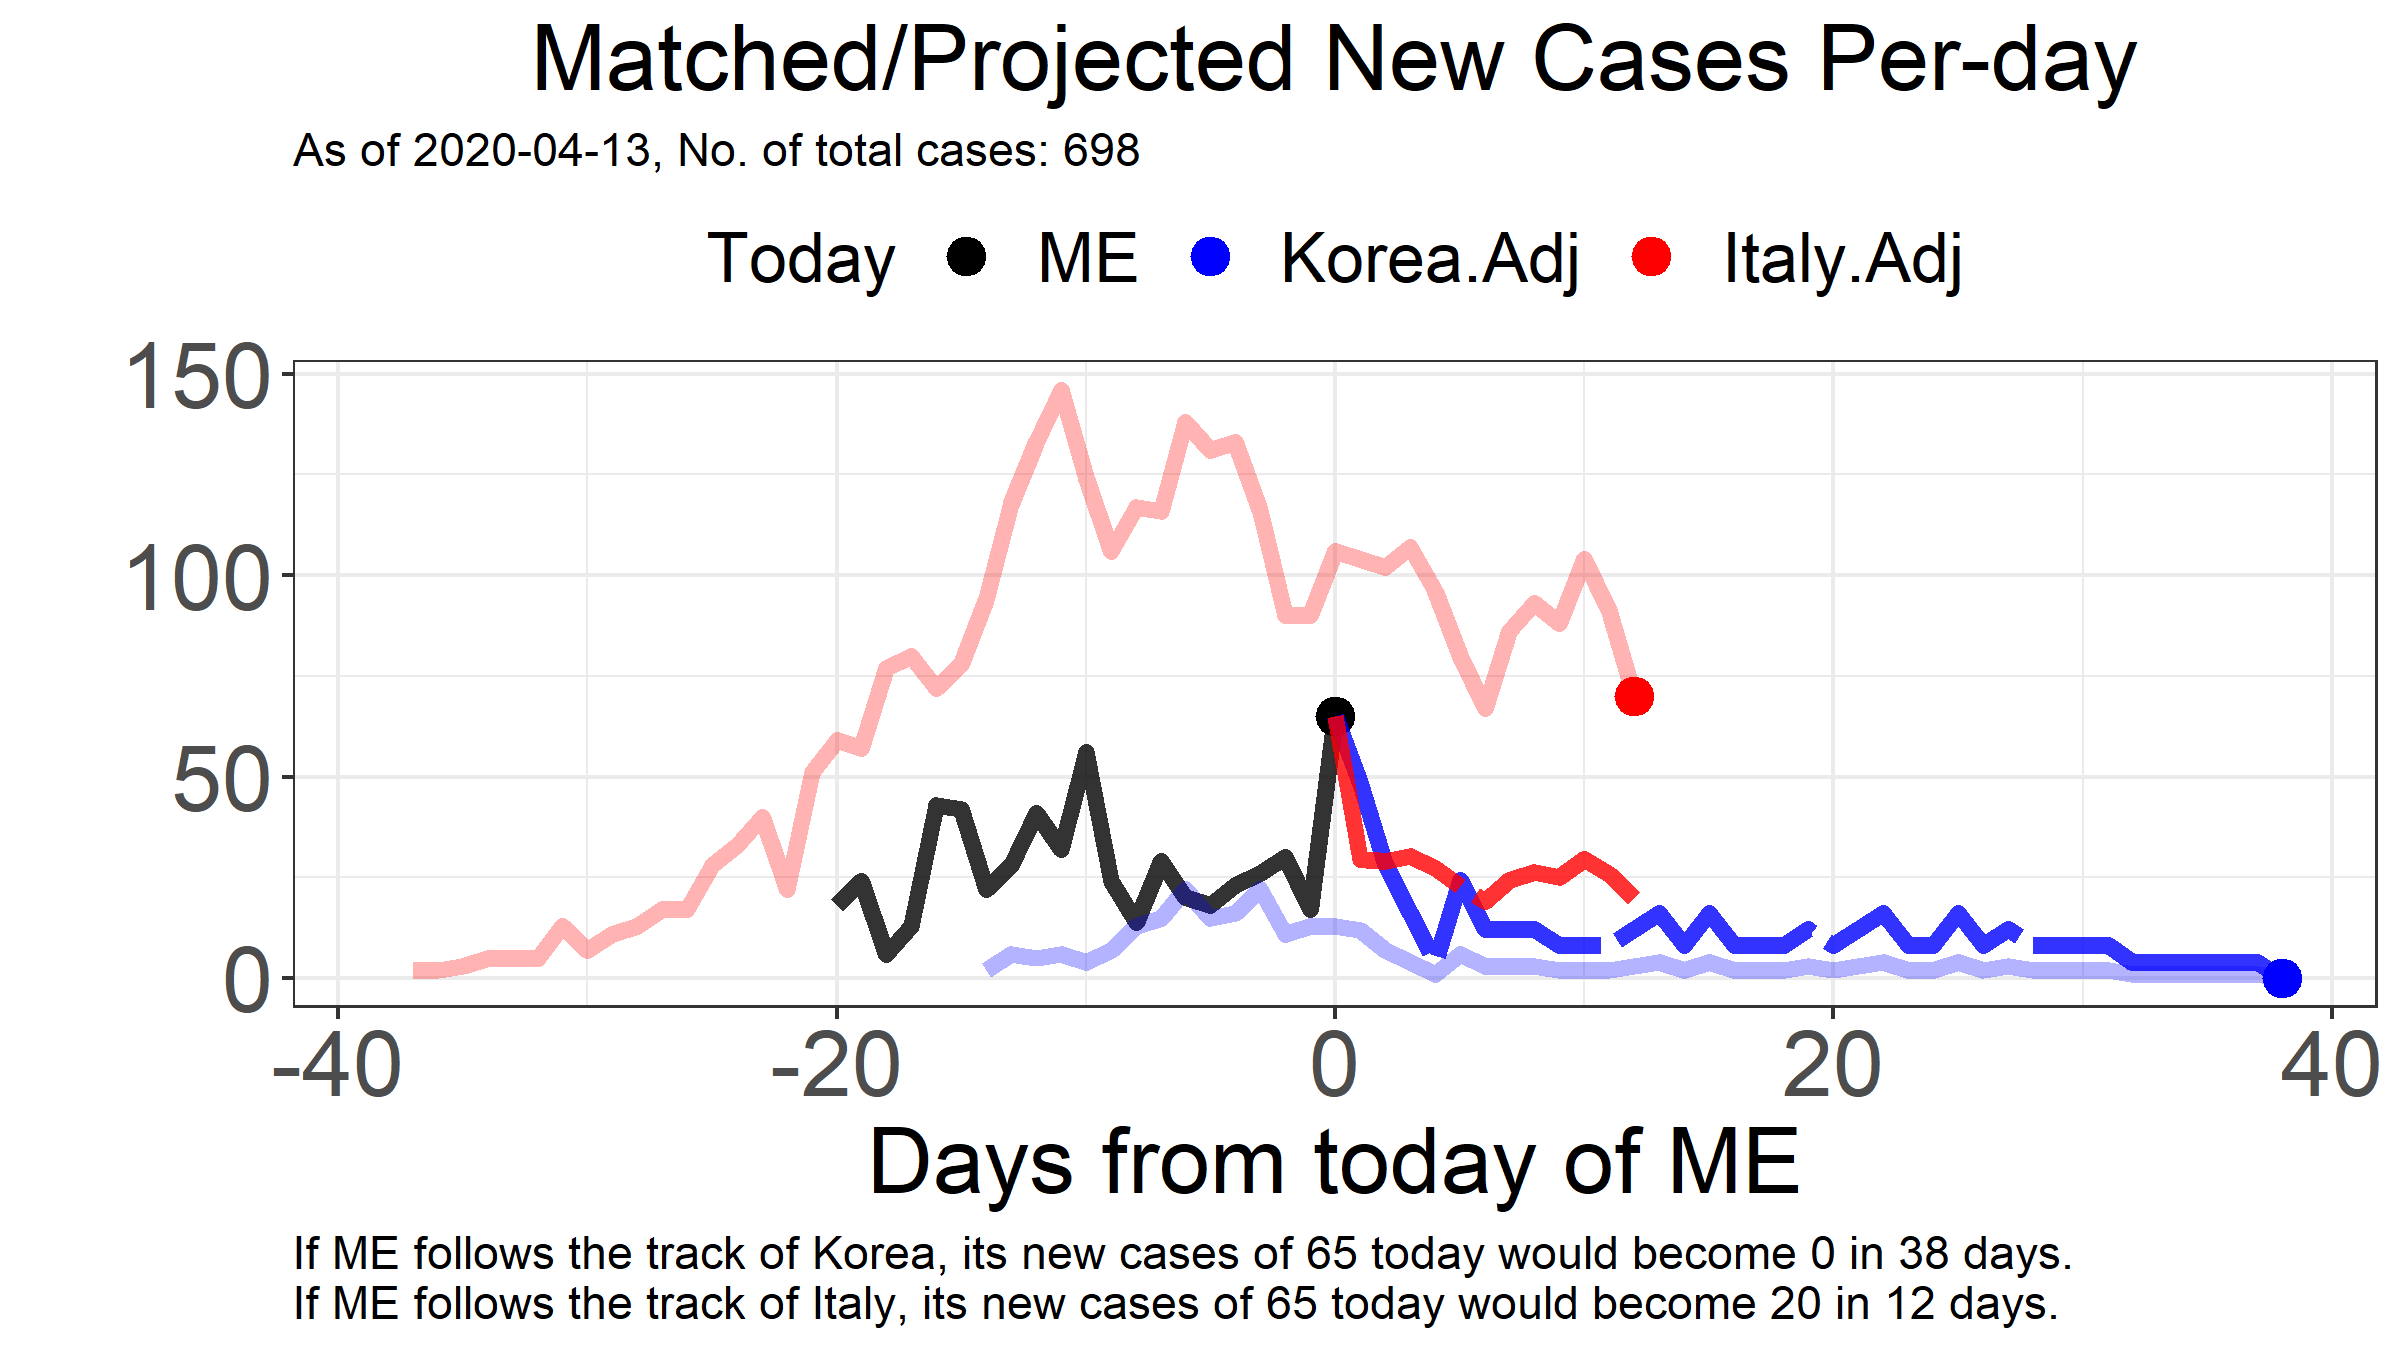 Matched/Projected New Cases Per-day
As of 2020-04-13, No. of total cases: 698
Today ME Korea.Adj Italy.Adj
150
100
50
0
-40 -20 0 20 40
Days from today of ME
If ME follows the track of Korea, its new cases of 65 today would become 0 in 38 days.
If ME follows the track of Italy, its new cases of 65 today would become 20 in 12 days.